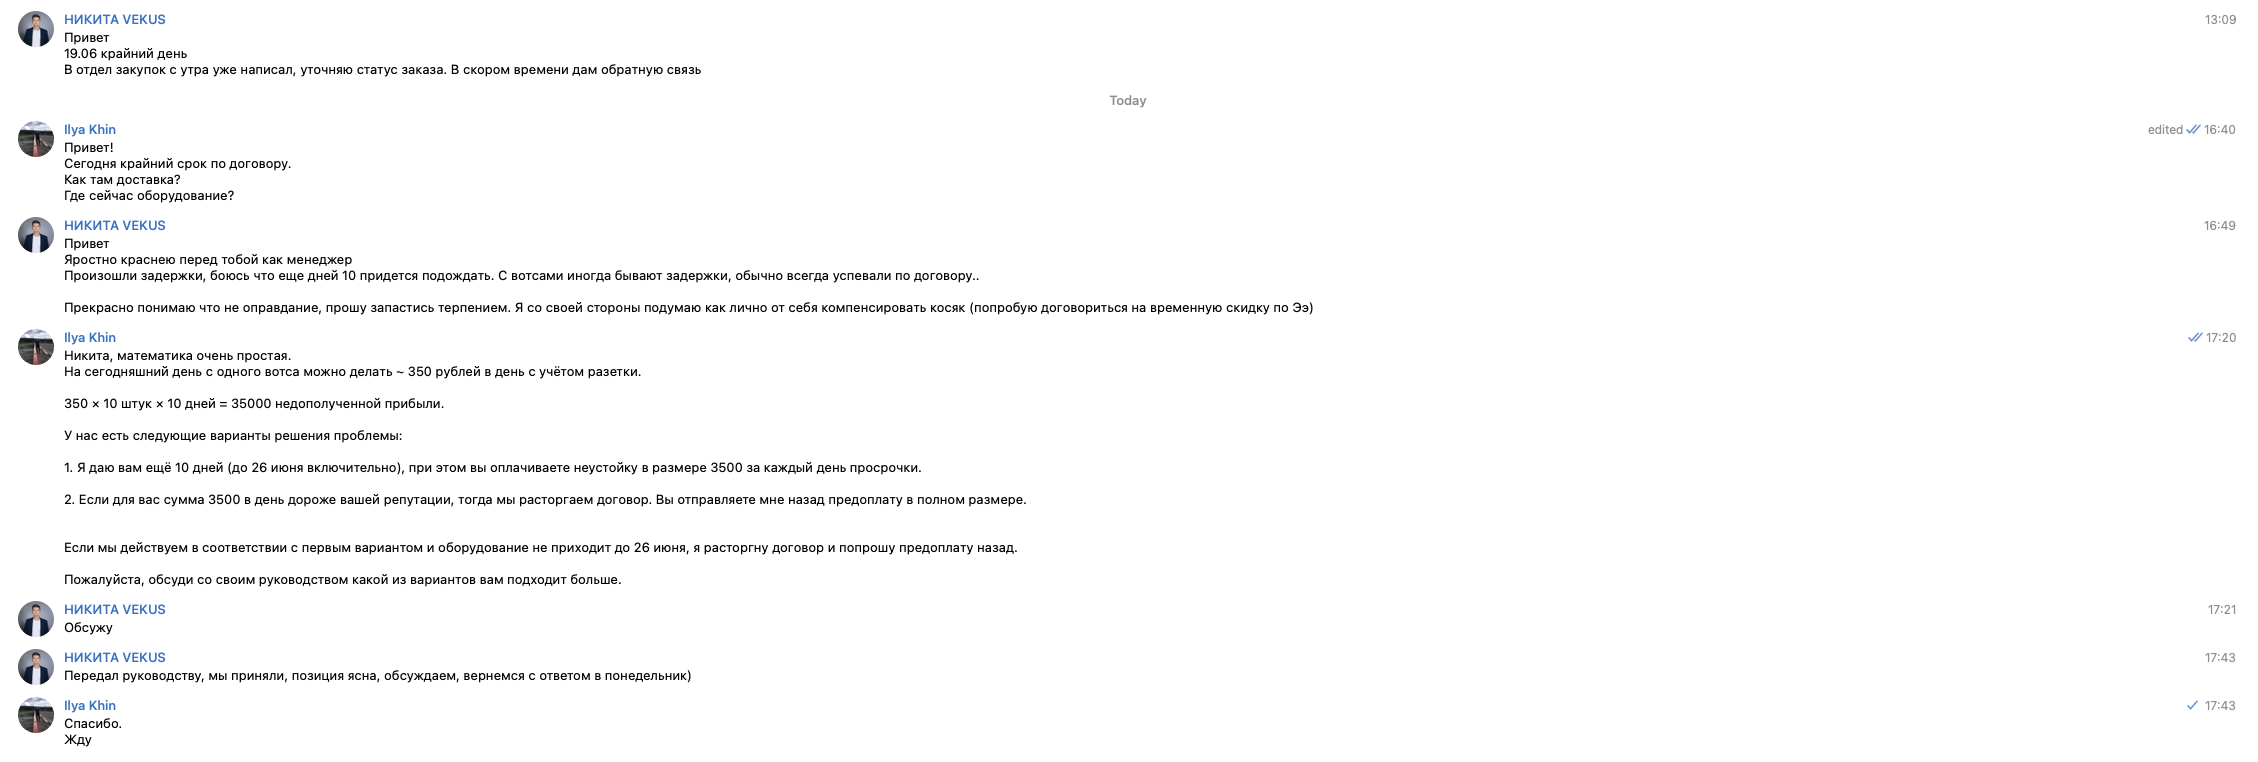 НИКИТА VEKUS 13:09
Привет
19.06 крайний день
В отдел закупок с утра уже написал, уточняю статус заказа. В скором времени дам обратную связь
Today
Ilya Khin edited 16:40
Привет!
Сегодня крайний срок по договору.
Как там доставка?
Где сейчас оборудование?
НИКИТА VEKUS 16:49
Привет
Яростно краснею перед тобой как менеджер
Произошли задержки, боюсь что еще дней 10 придется подождать. С вотсами иногда бывают задержки, обычно всегда успевали по договору..
Прекрасно понимаю что не оправдание, прошу запастись терпением. Я со своей стороны подумаю как лично от себя компенсировать косяк (попробую договориться на временную скидку по Ээ)
Ilya Khin 17:20
Никита, математика очень простая.
На сегодняшний день с одного вотса можно делать ~ 350 рублей в день с учётом разетки.
350 × 10 штук × 10 дней = 35000 недополученной прибыли.
У нас есть следующие варианты решения проблемы:
1. Я даю вам ещё 10 дней (до 26 июня включительно), при этом вы оплачиваете неустойку в размере 3500 за каждый день просрочки.
2. Если для вас сумма 3500 в день дороже вашей репутации, тогда мы расторгаем договор. Вы отправляете мне назад предоплату в полном размере.
Если мы действуем в соответствии с первым вариантом и оборудование не приходит до 26 июня, я расторгну договор и попрошу предоплату назад.
Пожалуйста, обсуди со своим руководством какой из вариантов вам подходит больше.
НИКИТА VEKUS 17:21
Обсужу
НИКИТА VEKUS 17:43
Передал руководству, мы приняли, позиция ясна, обсуждаем, вернемся с ответом в понедельник)
Ilya Khin 17:43
Спасибо.
Жду